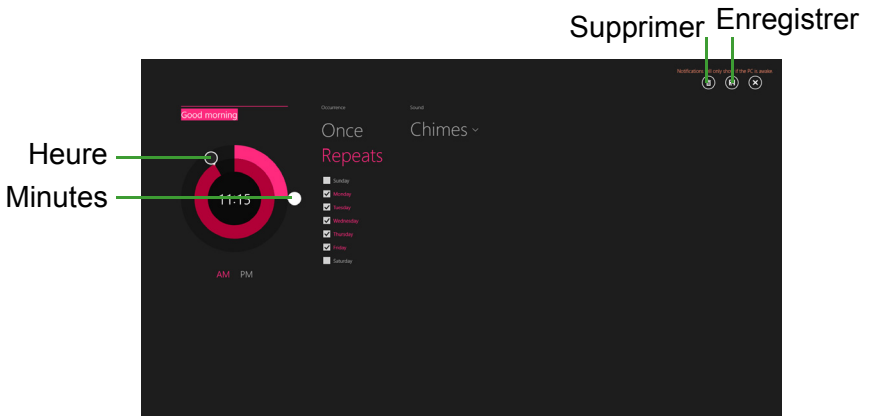 Supprimer Enregistrer
Notifications will only show if the PC is awake
Good morning
Occurrence
Sound
Once
Chimes
Repeats
Heure
Minutes
11:15
Sunday
Monday
Tuesday
Wednesday
Thursday
Friday
Saturday
AM PM